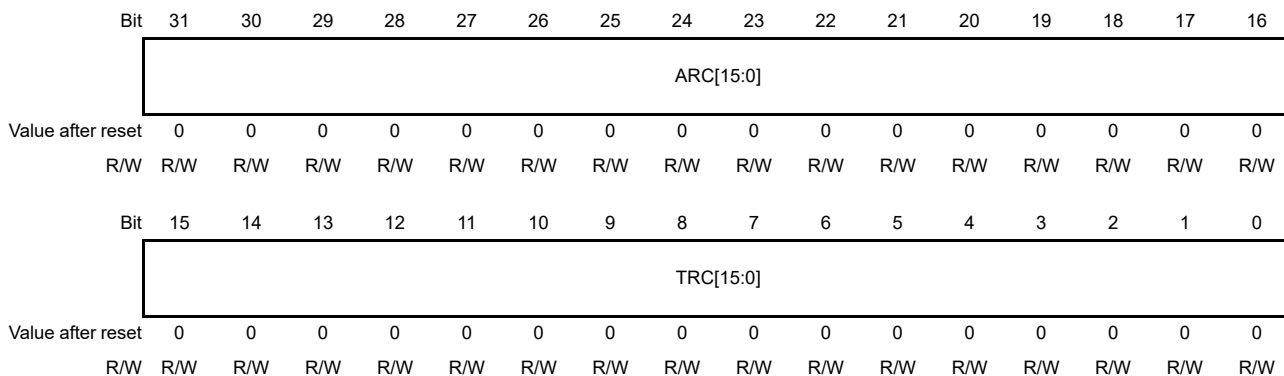 Bit 31 30 29 28 27 26 25 24 23 22 21 20 19 18 17 16
ARC[15:0]
Value after reset 0 0 0 0 0 0 0 0 0 0 0 0 0 0 0 0
R/W R/W R/W R/W R/W R/W R/W R/W R/W R/W R/W R/W R/W R/W R/W R/W R/W
Bit 15 14 13 12 11 10 9 8 7 6 5 4 3 2 1 0
TRC[15:0]
Value after reset 0 0 0 0 0 0 0 0 0 0 0 0 0 0 0 0
R/W R/W R/W R/W R/W R/W R/W R/W R/W R/W R/W R/W R/W R/W R/W R/W R/W